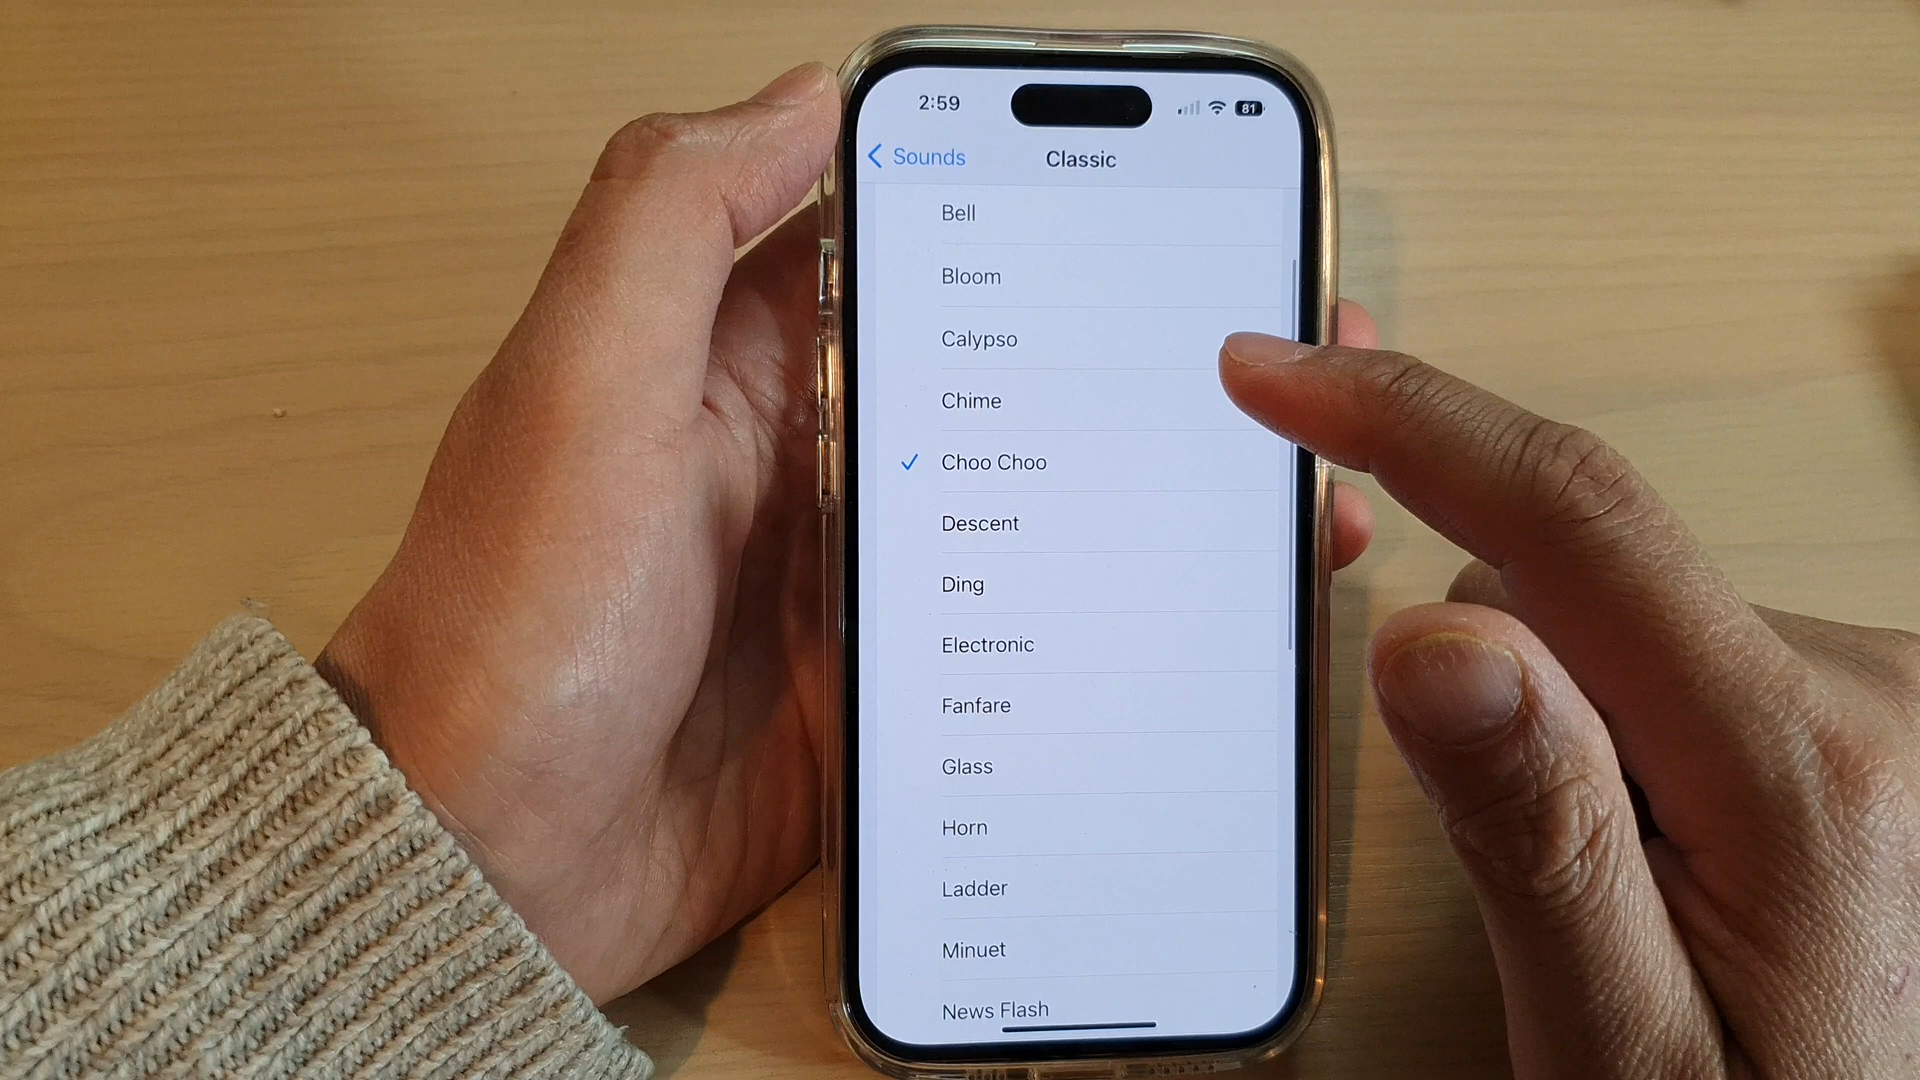 2:59
81
Sounds
Classic
Bell
Bloom
Calypso
Chime
Choo Choo
Descent
Ding
Electronic
Fanfare
Glass
Horn
Ladder
Minuet
News Flash